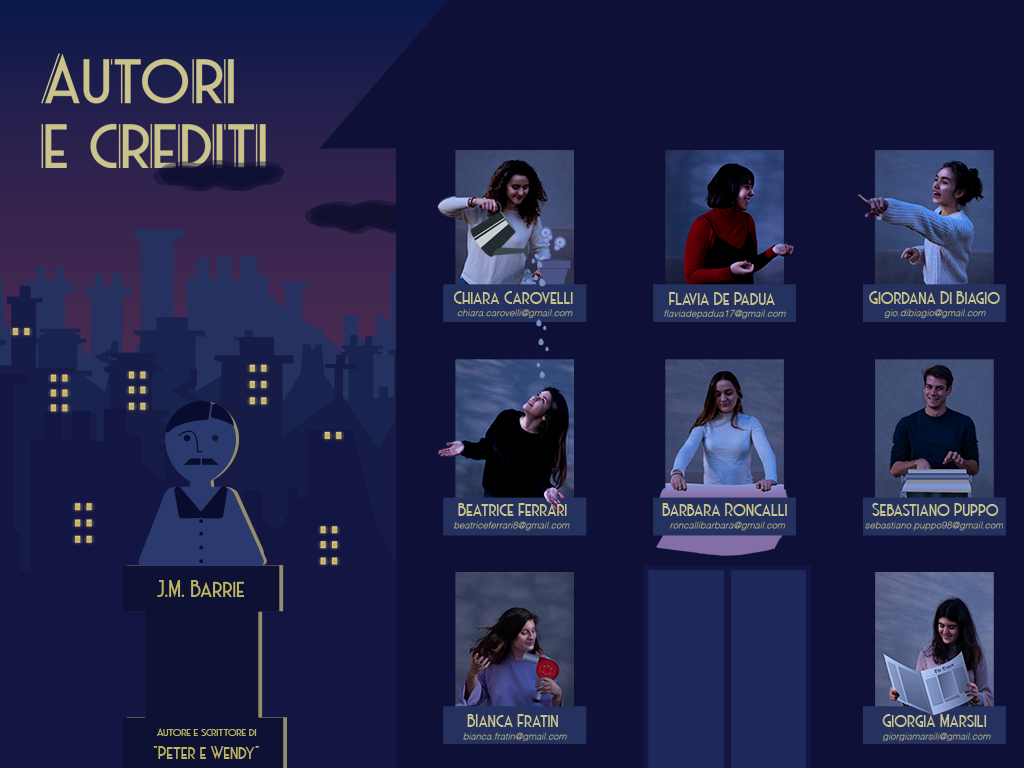 Autori
e crediti
Chiara Carovelli
chiara.carovelli@gmail.com
Flavia De Padua
flaviadepadua17@gmail.com
Giordana Di Biagio
gio.dibiagio@gmail.com
Beatrice Ferrari
beatriceferrari8@gmail.com
Barbara Roncalli
roncallibarbara@gmail.com
Sebastiano Puppo
sebastiano.puppo98@gmail.com
Bianca Fratin
bianca.fratin@gmail.com
The Times
Giorgia Marsili
giorgiamarsili@gmail.com
J.M. Barrie
autore e scrittore di
"Peter e Wendy"